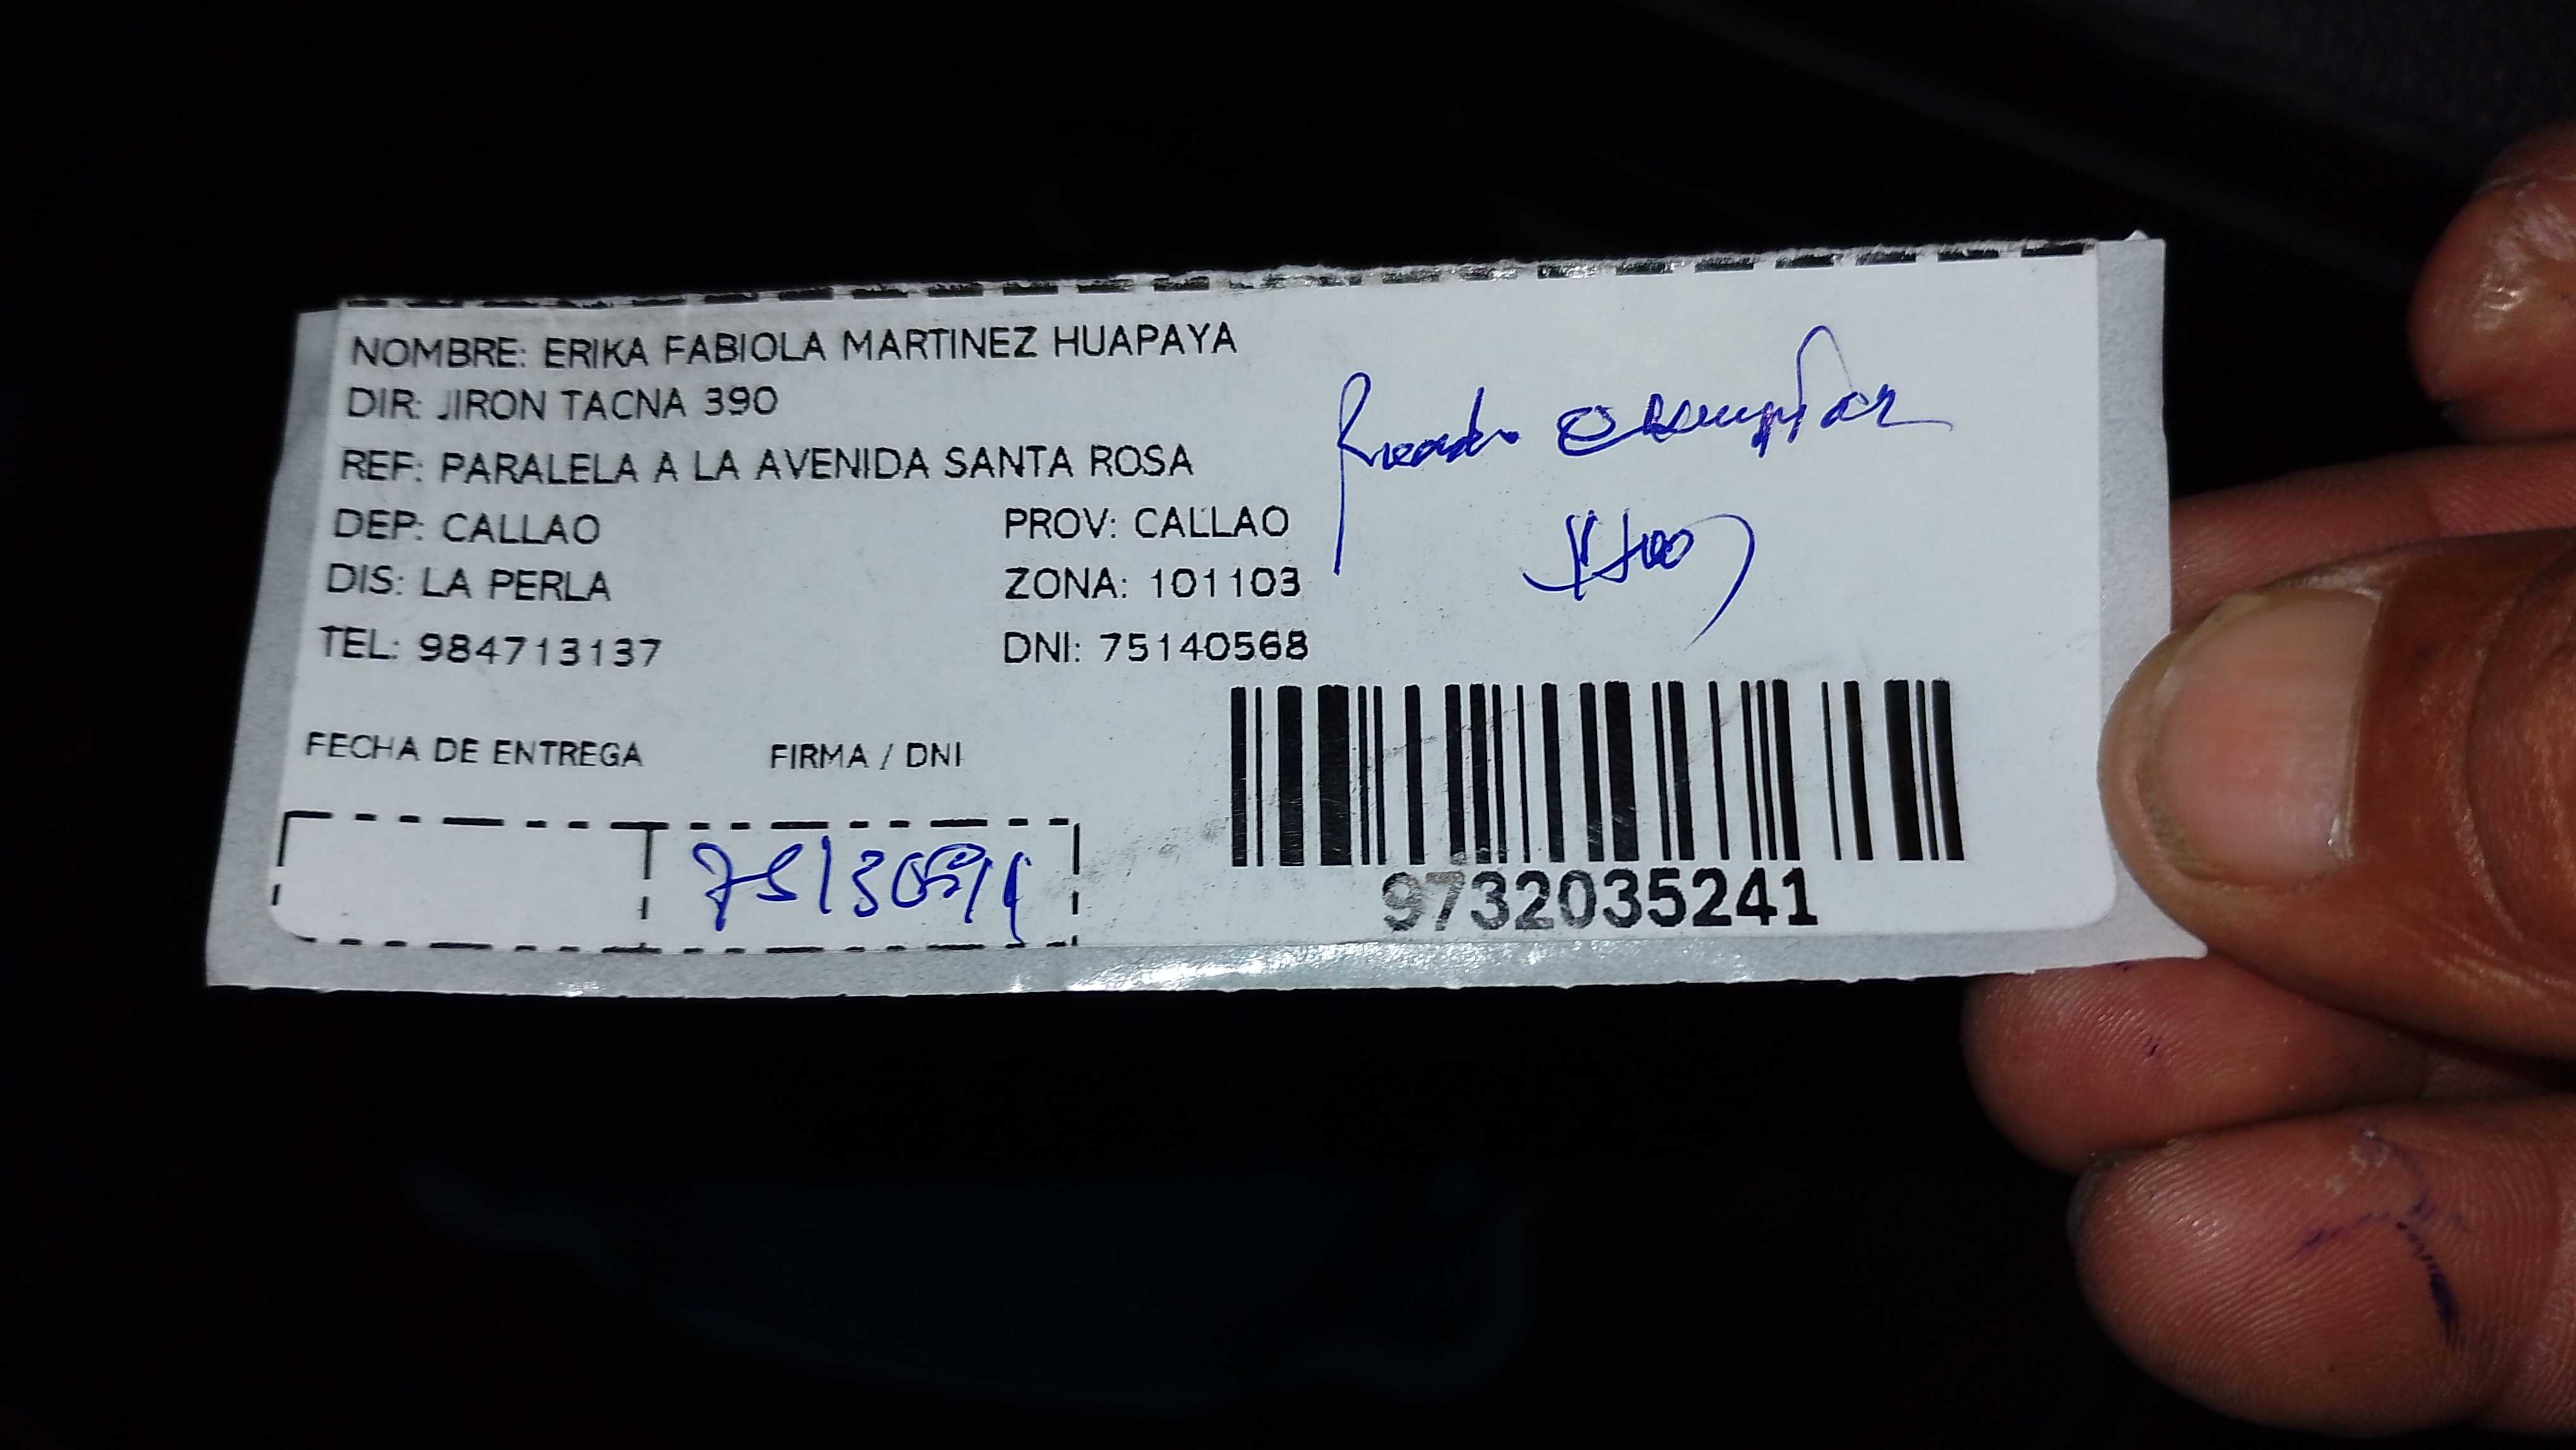 NOMBRE: ERIKA FABIOLA MARTINEZ HUAPAYA
DIR: JIRON TACNA 390
REF: PARALELA A LA AVENIDA SANTA ROSA
DEP: CALLAO PROV: CALLAO
DIS: LA PERLA ZONA: 101103
TEL: 984713137 DNI: 75140568
FECHA DE ENTREGA FIRMA / DNI
9732035241